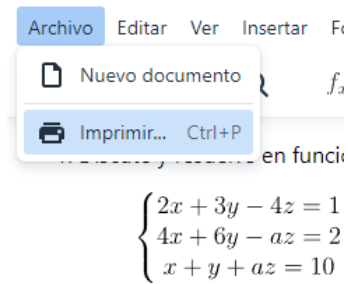 Archivo Editar Ver Insertar
Nuevo documento
Imprimir... Ctrl+P
en funci
2x + 3y − 4z = 1
4x + 6y − az = 2
x + y + az = 10